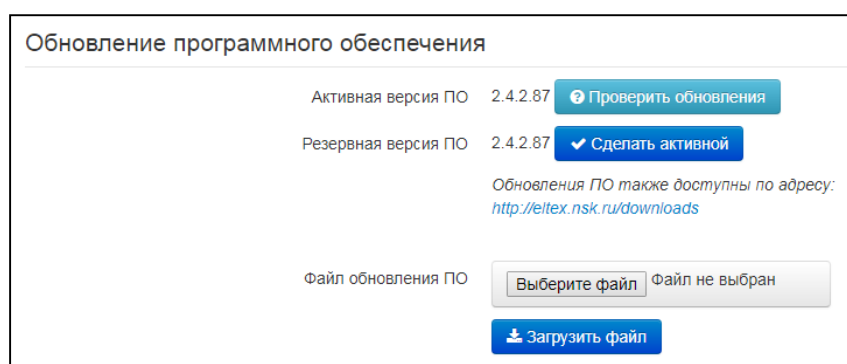 Обновление программного обеспечения
Активная версия ПО 2.4.2.87 Проверить обновления
Резервная версия ПО 2.4.2.87 Сделать активной
Обновления ПО также доступны по адресу:
http://eltex.nsk.ru/downloads
Файл обновления ПО Выберите файл Файл не выбран
Загрузить файл